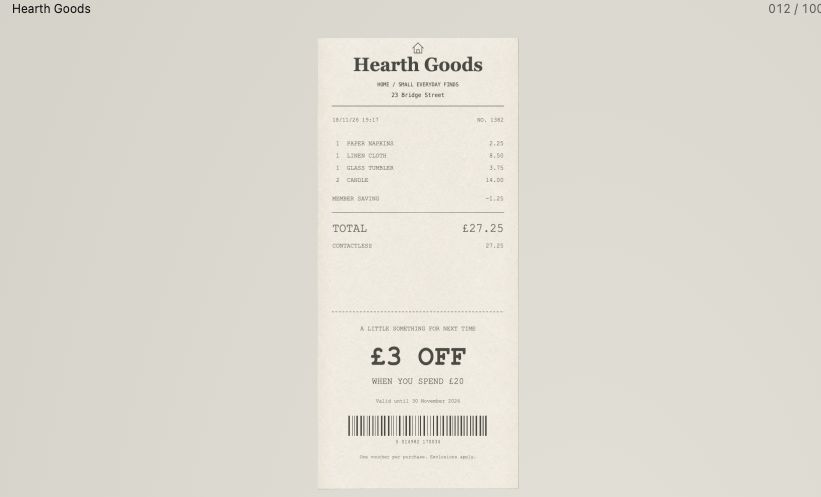 Hearth Goods
012 / 100
Hearth Goods
HOME / SMALL EVERYDAY FINDS
23 Bridge Street
18/11/26 19:17 NO. 1382
1 PAPER NAPKINS 2.25
1 LINEN CLOTH 8.50
1 GLASS TUMBLER 3.75
2 CANDLE 14.00
MEMBER SAVING -1.25
TOTAL £27.25
CONTACTLESS 27.25
A LITTLE SOMETHING FOR NEXT TIME
£3 OFF
WHEN YOU SPEND £20
Valid until 30 November 2026
One voucher per purchase. Exclusions apply.